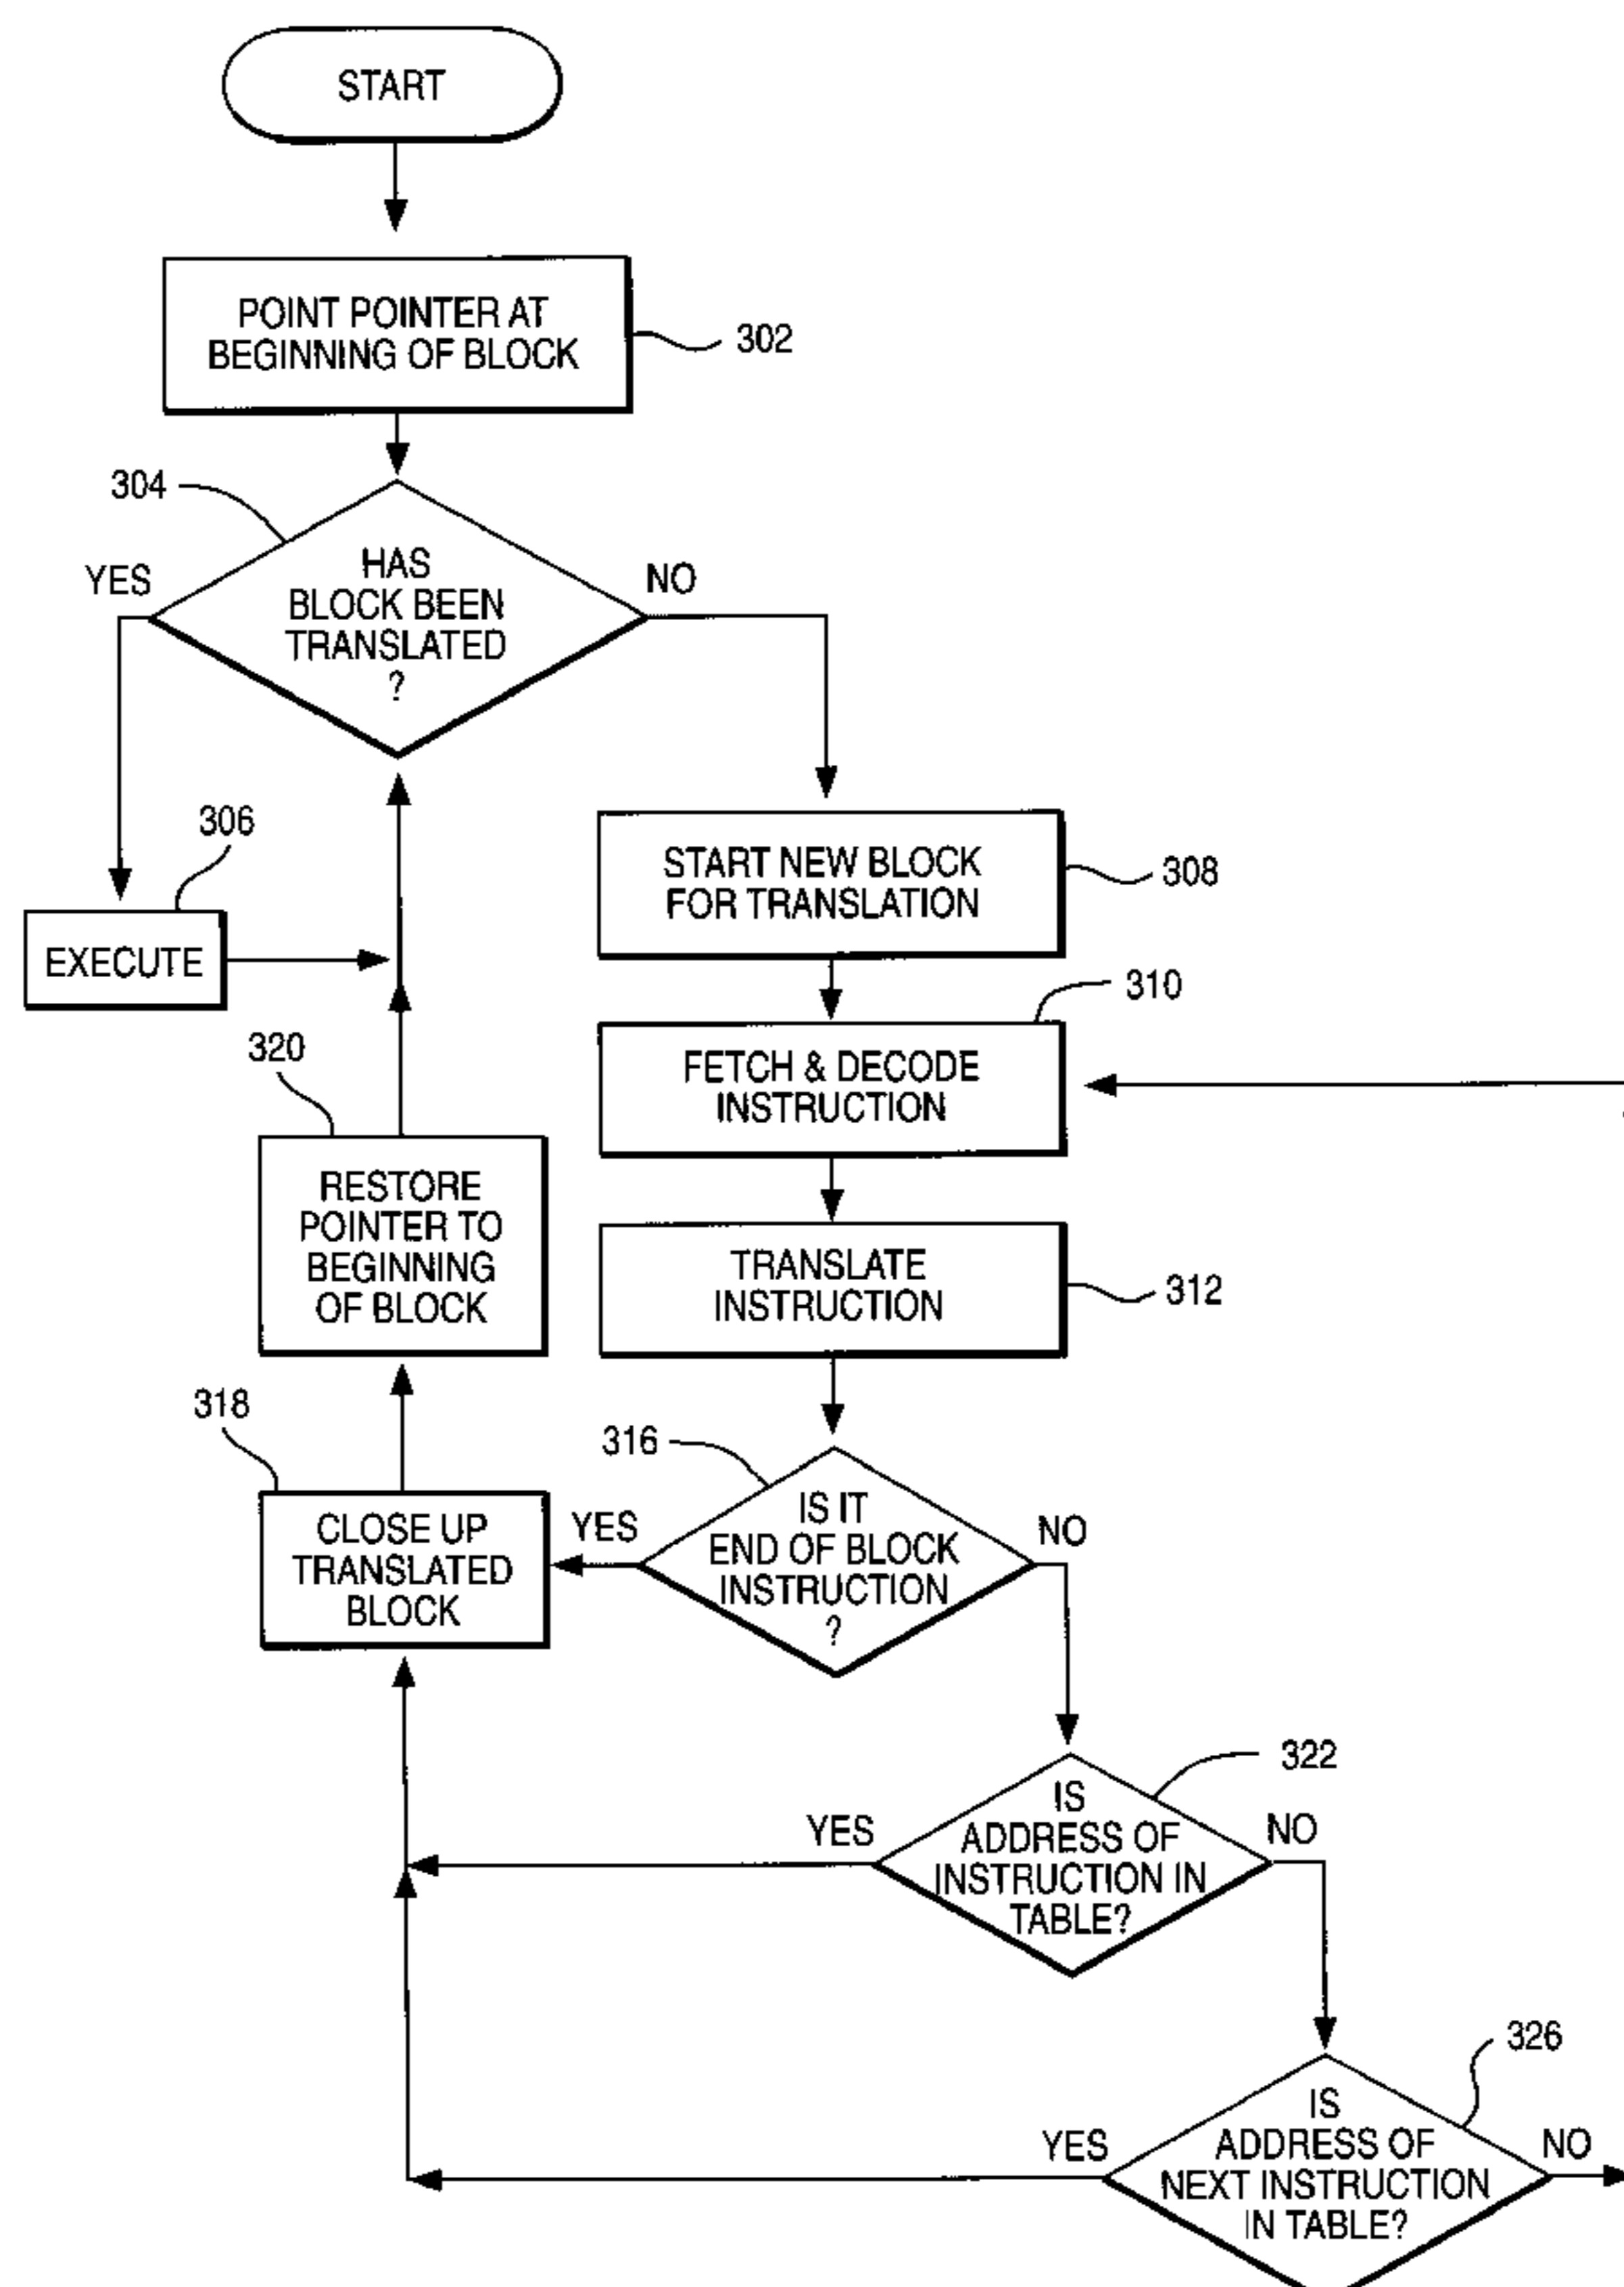 START
POINT POINTER AT
BEGINNING OF BLOCK
302
304
YES
HAS
BLOCK BEEN
TRANSLATED
?
NO
306
EXECUTE
START NEW BLOCK
FOR TRANSLATION
308
310
FETCH & DECODE
INSTRUCTION
320
RESTORE
POINTER TO
BEGINNING
OF BLOCK
TRANSLATE
INSTRUCTION
312
318
CLOSE UP
TRANSLATED
BLOCK
316
YES
IS IT
END OF BLOCK
INSTRUCTION
?
NO
322
YES
IS
ADDRESS OF
INSTRUCTION IN
TABLE?
NO
326
YES
IS
ADDRESS OF
NEXT INSTRUCTION
IN TABLE?
NO